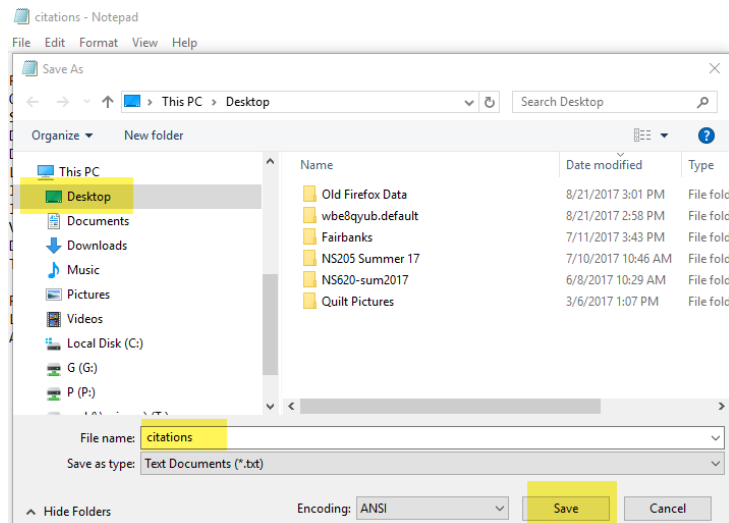 citations - Notepad
File Edit Format View Help
Save As
This PC > Desktop
Search Desktop
Organize New folder
This PC
Desktop
Documents
Downloads
Music
Pictures
Videos
Local Disk (C:)
G (G:)
P (P:)
Name Date modified Type
Old Firefox Data 8/21/2017 3:01 PM File fold
wbe8qyub.default 8/21/2017 2:58 PM File fold
Fairbanks 7/11/2017 3:43 PM File fold
NS205 Summer 17 7/10/2017 10:46 AM File fold
NS620-sum2017 6/8/2017 10:29 AM File fold
Quilt Pictures 3/6/2017 1:07 PM File fold
File name: citations
Save as type: Text Documents (*.txt)
Hide Folders Encoding: ANSI Save Cancel